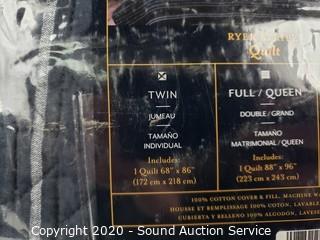 Quilt
TWIN
JUMEAU
TAMAÑO
INDIVIDUAL
Includes:
1 Quilt 68" x 86"
(172 cm x 218 cm)
FULL / QUEEN
DOUBLE / GRAND
TAMAÑO
MATRIMONIAL / QUEEN
Includes:
1 Quilt 88" x 96"
(223 cm x 243 cm)
100% COTTON COVER & FILL, MACHINE WA
HOUSSE ET REMPLISSAGE 100% COTON, LAVABLE
CUBIERTA Y RELLENO 100% ALGODÓN, LAVES
Copyright 2020 - Sound Auction Service